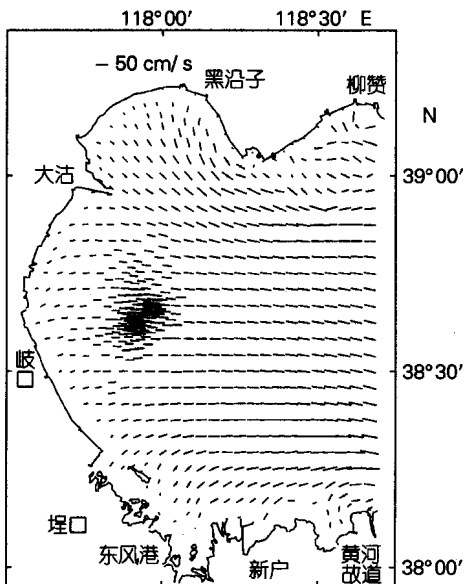 118°00′ 118°30′ E
– 50 cm/s
黑沿子
柳赞
N
大沽
39°00′
岐口
38°30′
埕口
东风港
新户
黄河
故道
38°00′